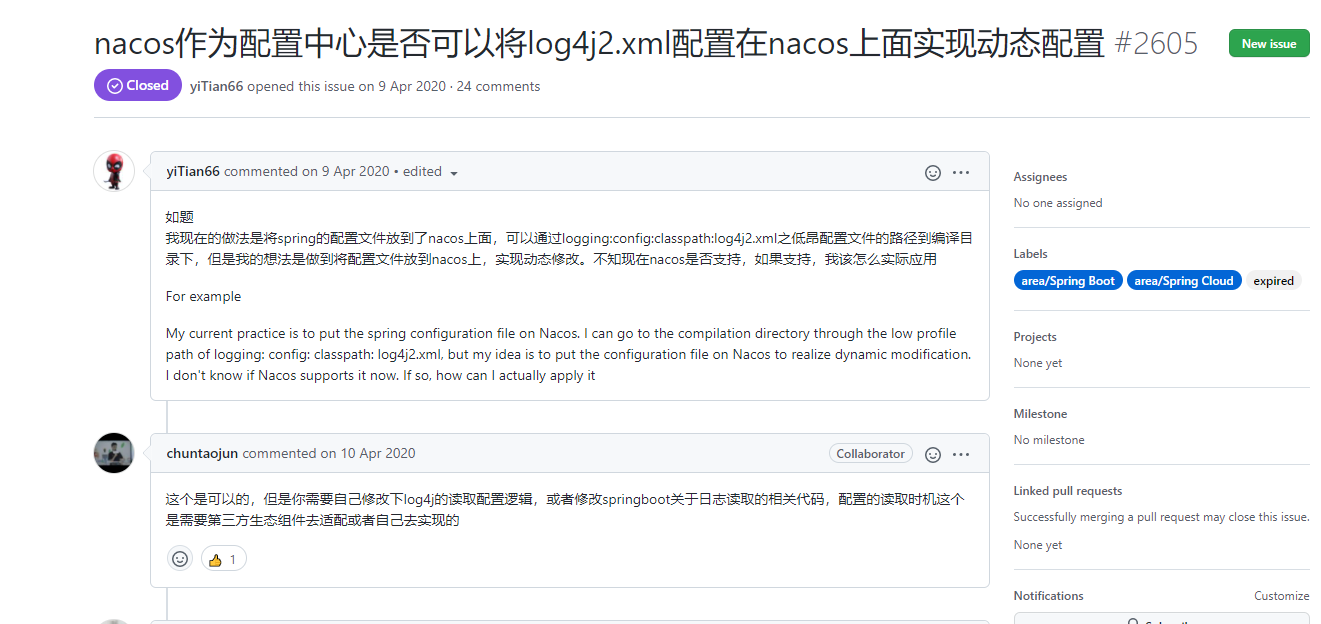 nacos作为配置中心是否可以将log4j2.xml配置在nacos上面实现动态配置 #2605
New issue
Closed
yiTian66 opened this issue on 9 Apr 2020 · 24 comments
yiTian66 commented on 9 Apr 2020 • edited
如题
我现在的做法是将spring的配置文件放到了nacos上面，可以通过logging:config:classpath:log4j2.xml之低昂配置文件的路径到编译目
录下，但是我的想法是做到将配置文件放到nacos上，实现动态修改。不知现在nacos是否支持，如果支持，我该怎么实际应用
For example
My current practice is to put the spring configuration file on Nacos. I can go to the compilation directory through the low profile
path of logging: config: classpath: log4j2.xml, but my idea is to put the configuration file on Nacos to realize dynamic modification.
I don't know if Nacos supports it now. If so, how can I actually apply it
chuntaojun commented on 10 Apr 2020
Collaborator
这个是可以的，但是你需要自己修改下log4j的读取配置逻辑，或者修改springboot关于日志读取的相关代码，配置的读取时机这个
是需要第三方生态组件去适配或者自己去实现的
1
Assignees
No one assigned
Labels
area/Spring Boot
area/Spring Cloud
expired
Projects
None yet
Milestone
No milestone
Linked pull requests
Successfully merging a pull request may close this issue.
None yet
Notifications
Customize